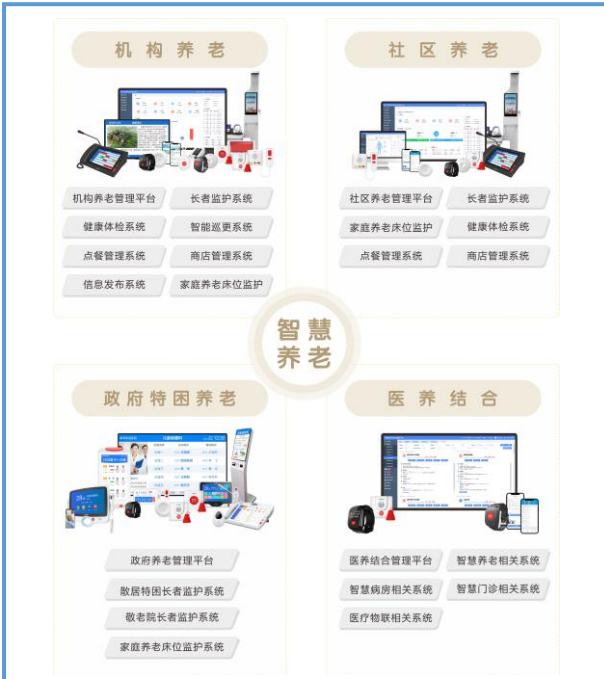 机构养老
机构养老管理平台
长者监护系统
健康体检系统
智能巡更系统
点餐管理系统
商店管理系统
信息发布系统
家庭养老床位监护
社区养老
社区养老管理平台
长者监护系统
家庭养老床位监护
健康体检系统
点餐管理系统
商店管理系统
智慧
养老
政府特困养老
政府养老管理平台
散居特困长者监护系统
敬老院长者监护系统
家庭养老床位监护系统
医养结合
医养结合管理平台
智慧养老相关系统
智慧病房相关系统
智慧门诊相关系统
医疗物联相关系统